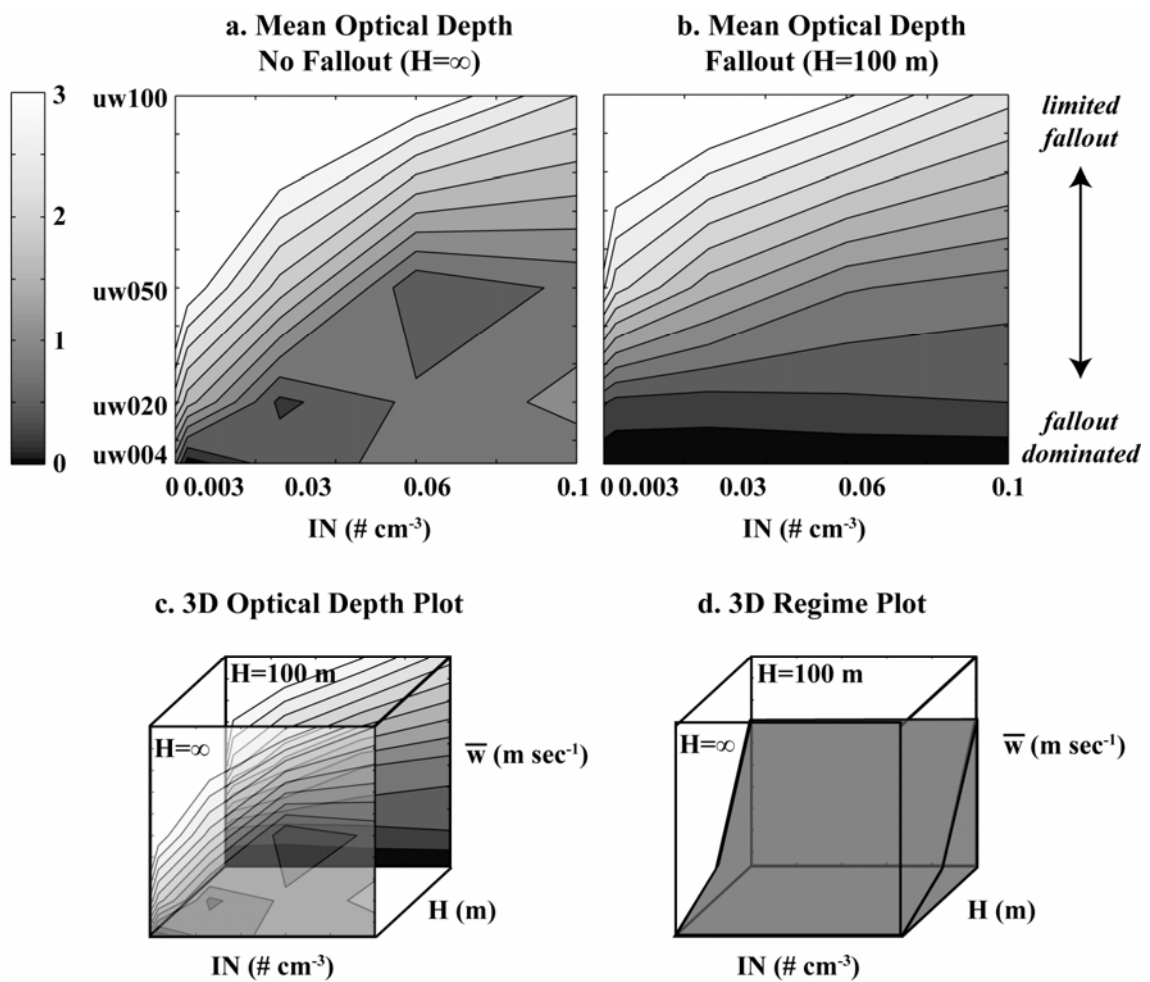 a. Mean Optical Depth
No Fallout (H=∞)
b. Mean Optical Depth
Fallout (H=100 m)
3
2
1
0
uw100
uw050
uw020
uw004
0 0.003 0.03 0.06 0.1
IN (# cm⁻³)
0 0.003 0.03 0.06 0.1
IN (# cm⁻³)
limited
fallout
fallout
dominated
c. 3D Optical Depth Plot
H=100 m
H=∞
w̅ (m sec⁻¹)
H (m)
IN (# cm⁻³)
d. 3D Regime Plot
H=100 m
H=∞
w̅ (m sec⁻¹)
H (m)
IN (# cm⁻³)